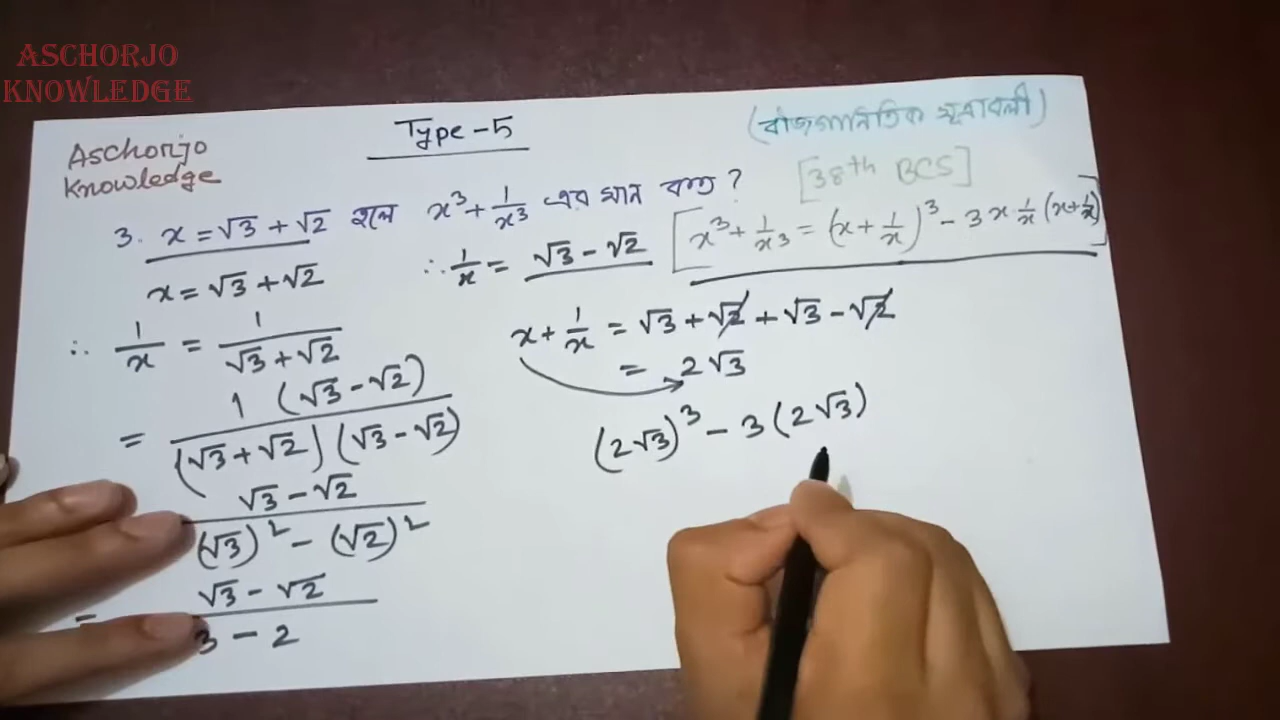 ASCHORJO
KNOWLEDGE
Aschorjo
Knowledge
Type-5
(বীজগানিতিক সূত্রাবলী)
[38th BCS]
3. x = √3 + √2 হলে x³ + 1/x³ এর মান কত?
[x³ + 1/x³ = (x + 1/x)³ - 3 x 1/x (x + 1/x)]
x = √3 + √2
∴ 1/x = 1/(√3 + √2)
= 1 (√3 - √2) / (√3 + √2) (√3 - √2)
√3 - √2 / (√3)² - (√2)²
= √3 - √2 / 3 - 2
∴ 1/x = √3 - √2
x + 1/x = √3 + √2 + √3 - √2
= 2√3
(2√3)³ - 3 (2√3)